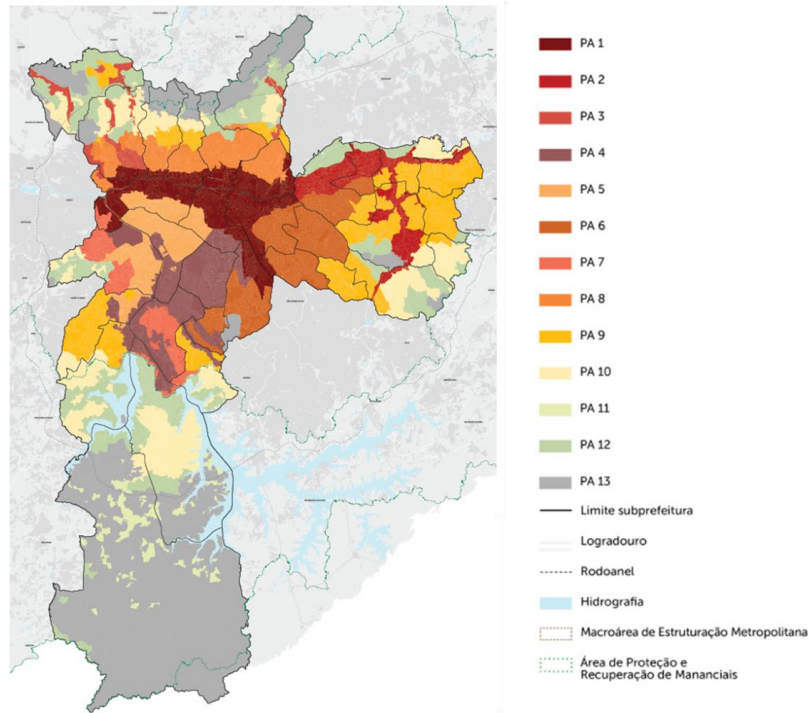 PA 1
PA 2
PA 3
PA 4
PA 5
PA 6
PA 7
PA 8
PA 9
PA 10
PA 11
PA 12
PA 13
Limite subprefeitura
Logradouro
Rodoanel
Hidrografia
Macroárea de Estruturação Metropolitana
Área de Proteção e
Recuperação de Mananciais